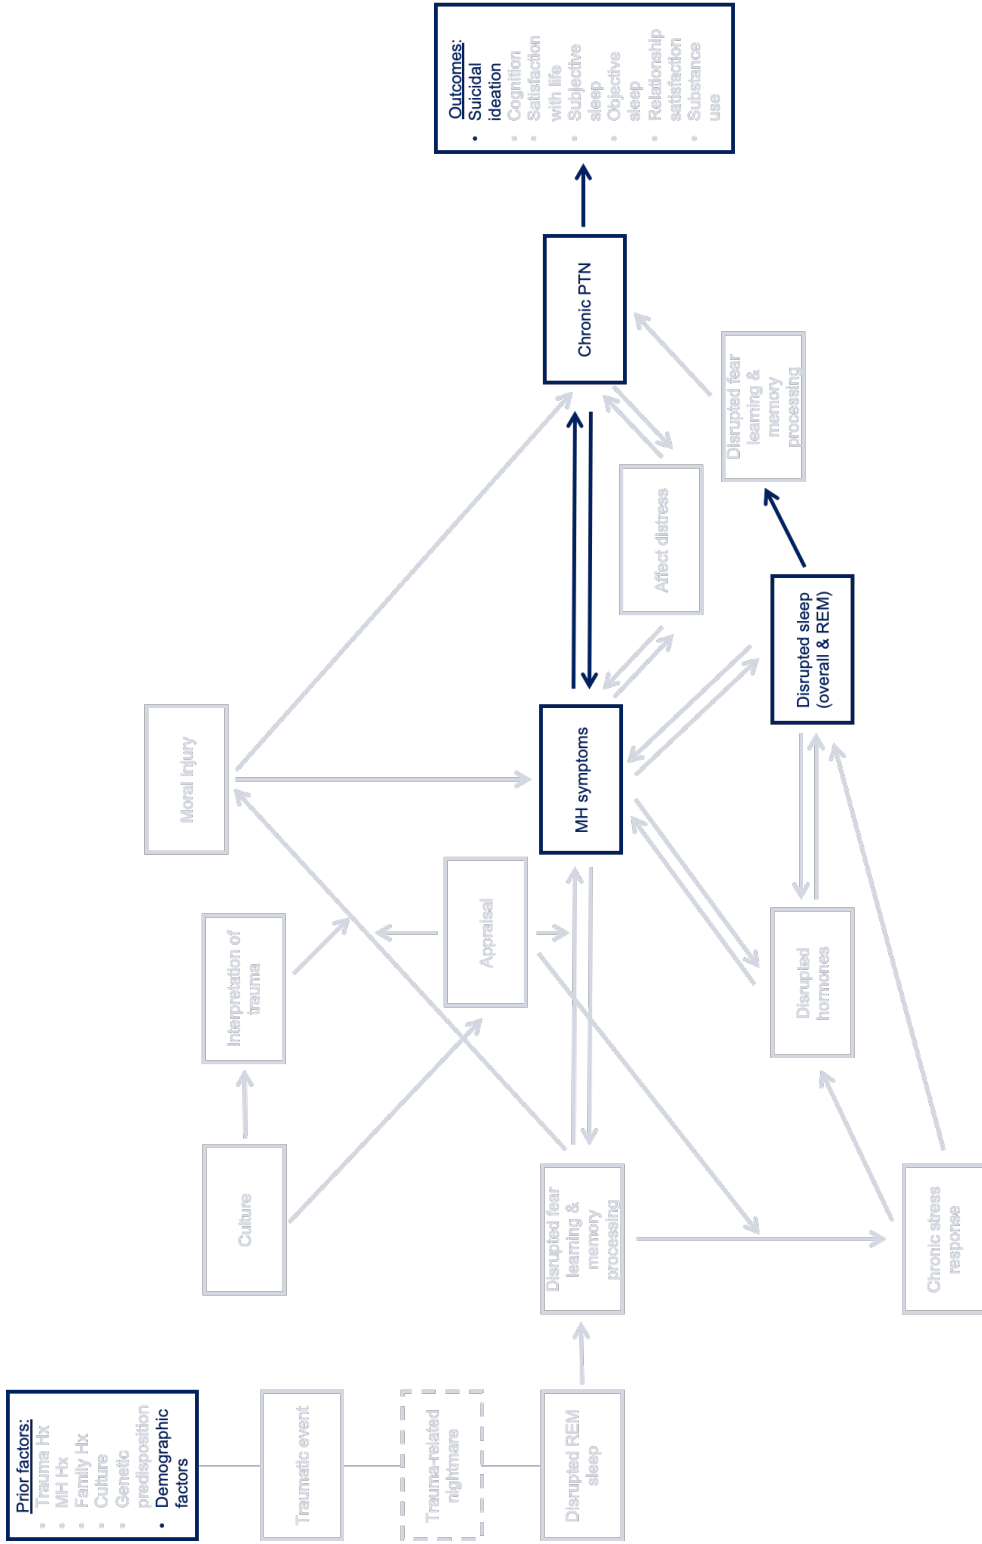 Prior factors:
• Trauma Hx
• MH Hx
• Family Hx
• Culture
• Genetic
predisposition
• Demographic
factors
Traumatic event
Trauma-related
nightmare
Disrupted REM
sleep
Culture
Interpretation of
trauma
Disrupted fear
learning &
memory
processing
Appraisal
Moral injury
Chronic stress
response
Disrupted
hormones
MH symptoms
Disrupted sleep
(overall & REM)
Affect distress
Disrupted fear
learning &
memory
processing
Chronic PTN
Outcomes:
• Suicidal
ideation
• Cognition
• Satisfaction
with life
• Subjective
sleep
• Objective
sleep
• Relationship
satisfaction
• Substance
use